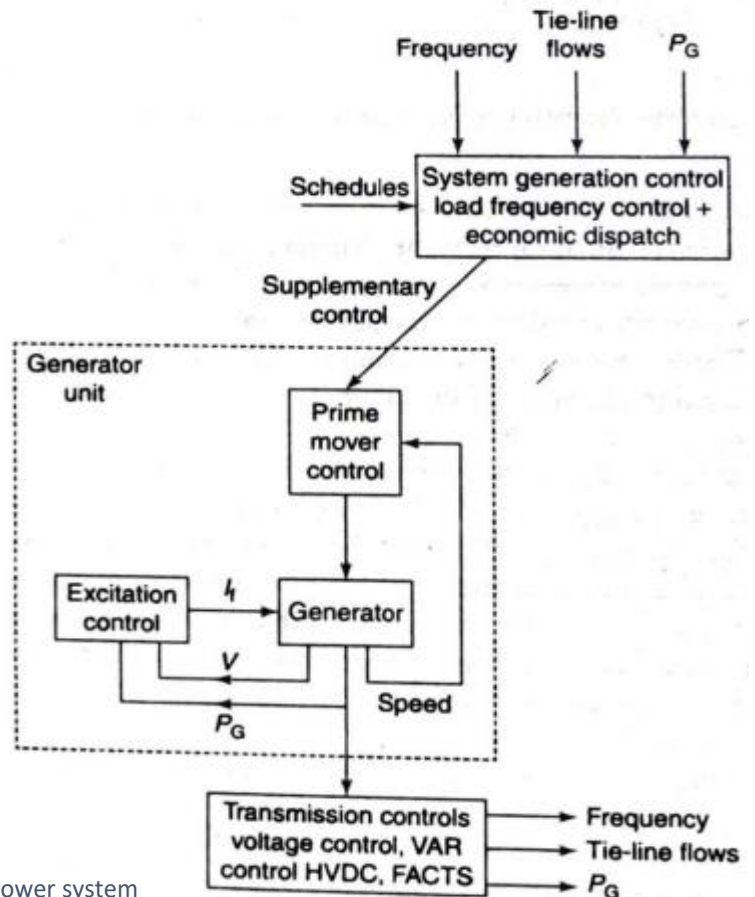 Frequency
Tie-line
flows
P_G
Schedules
System generation control
load frequency control +
economic dispatch
Supplementary
control
Generator
unit
Prime
mover
control
Excitation
control
I_f
Generator
V
P_G
Speed
Transmission controls
voltage control, VAR
control HVDC, FACTS
Frequency
Tie-line flows
P_G
ower system